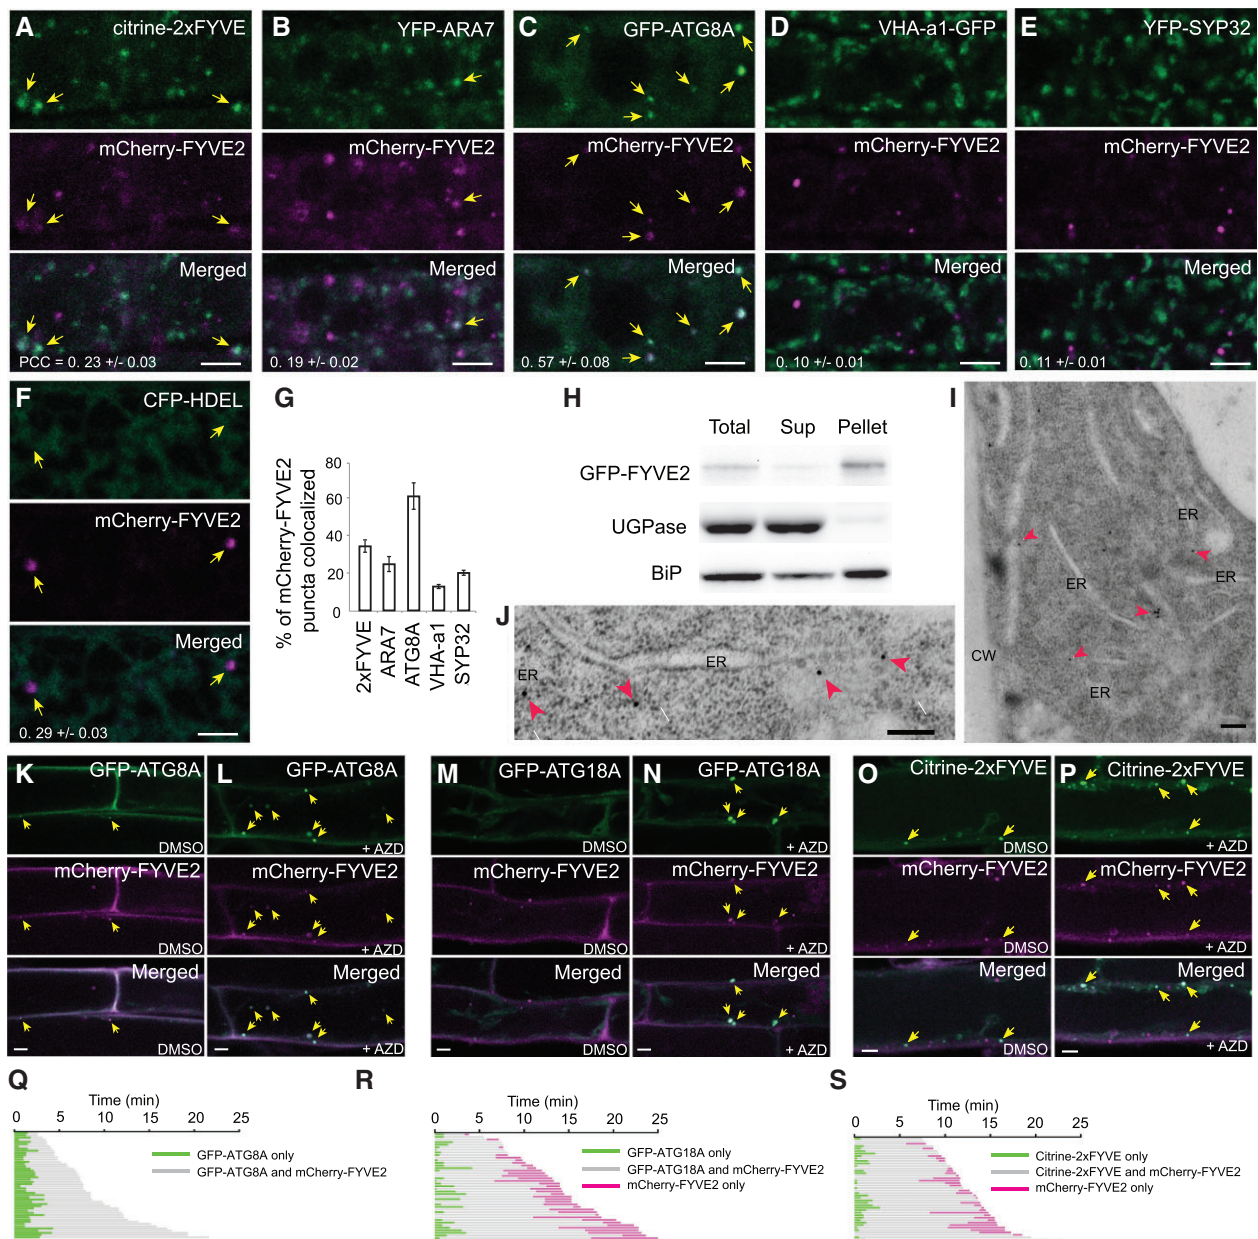 A
citrine-2xFYVE
mCherry-FYVE2
Merged
PCC = 0. 23 +/- 0.03
B
YFP-ARA7
mCherry-FYVE2
Merged
0. 19 +/- 0.02
C
GFP-ATG8A
mCherry-FYVE2
Merged
0. 57 +/- 0.08
D
VHA-a1-GFP
mCherry-FYVE2
Merged
0. 10 +/- 0.01
E
YFP-SYP32
mCherry-FYVE2
Merged
0. 11 +/- 0.01
F
CFP-HDEL
mCherry-FYVE2
Merged
0. 29 +/- 0.03
G
% of mCherry-FYVE2
puncta colocalized
80
60
40
20
0
2xFYVE
ARA7
ATG8A
VHA-a1
SYP32
H
Total Sup Pellet
GFP-FYVE2
UGPase
BiP
I
ER
ER
ER
CW
ER
J
ER
ER
K
GFP-ATG8A
DMSO
mCherry-FYVE2
DMSO
Merged
DMSO
L
GFP-ATG8A
+ AZD
mCherry-FYVE2
+ AZD
Merged
+ AZD
M
GFP-ATG18A
DMSO
mCherry-FYVE2
DMSO
Merged
DMSO
N
GFP-ATG18A
+ AZD
mCherry-FYVE2
+ AZD
Merged
+ AZD
O
Citrine-2xFYVE
DMSO
mCherry-FYVE2
DMSO
Merged
DMSO
P
Citrine-2xFYVE
+ AZD
mCherry-FYVE2
+ AZD
Merged
+ AZD
Q
Time (min)
0 5 10 15 20 25
GFP-ATG8A only
GFP-ATG8A and mCherry-FYVE2
R
Time (min)
0 5 10 15 20 25
GFP-ATG18A only
GFP-ATG18A and mCherry-FYVE2
mCherry-FYVE2 only
S
Time (min)
0 5 10 15 20 25
Citrine-2xFYVE only
Citrine-2xFYVE and mCherry-FYVE2
mCherry-FYVE2 only